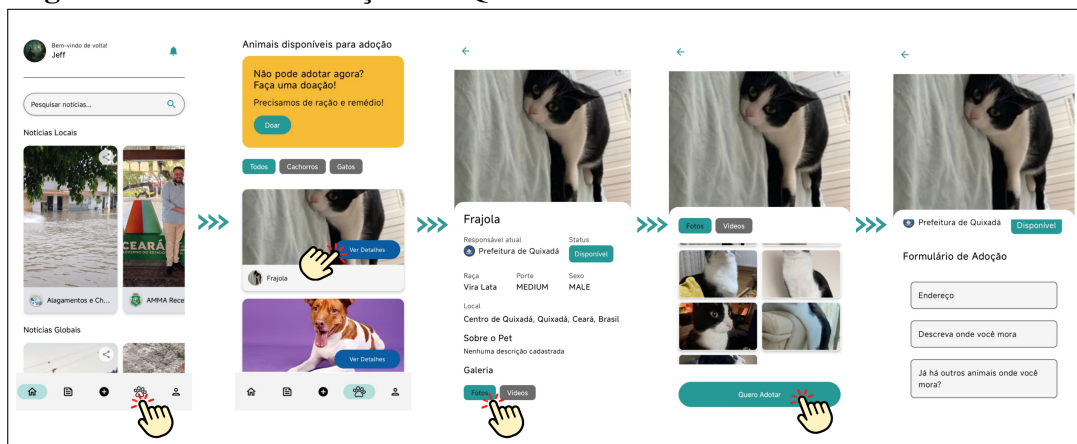 Bem-vindo de volta!
Jeff
Pesquisar notícias...
Notícias Locais
CEARÁ
Alagamentos e Ch...
AMMA Rece
Notícias Globais
Animais disponíveis para adoção
Não pode adotar agora?
Faça uma doação!
Precisamos de ração e remédio!
Doar
Todos Cachorros Gatos
Ver Detalhes
Frajola
Ver Detalhes
Frajola
Responsável atual Status
Prefeitura de Quixadá Disponível
Raça Porte Sexo
Vira Lata MEDIUM MALE
Local
Centro de Quixadá, Quixadá, Ceará, Brasil
Sobre o Pet
Nenhuma descrição cadastrada
Galeria
Fotos Vídeos
Fotos Vídeos
Quero Adotar
Prefeitura de Quixadá Disponível
Formulário de Adoção
Endereço
Descreva onde você mora
Já há outros animais onde você
mora?